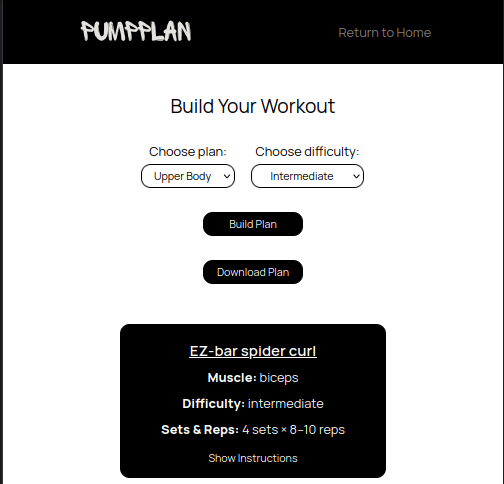 PUMPPLAN
Return to Home
Build Your Workout
Choose plan: Choose difficulty:
Upper Body Intermediate
Build Plan
Download Plan
EZ-bar spider curl
Muscle: biceps
Difficulty: intermediate
Sets & Reps: 4 sets × 8–10 reps
Show Instructions